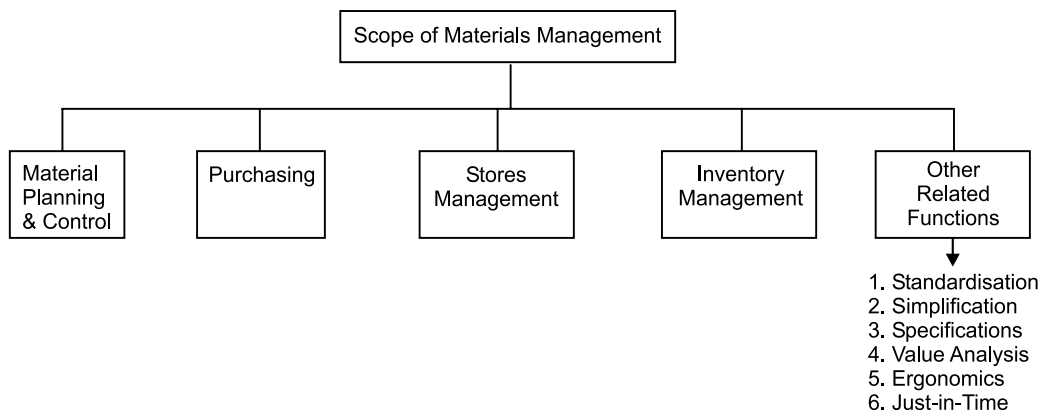 Scope of Materials Management
Material
Planning
& Control
Purchasing
Stores
Management
Inventory
Management
Other
Related
Functions
1. Standardisation
2. Simplification
3. Specifications
4. Value Analysis
5. Ergonomics
6. Just-in-Time